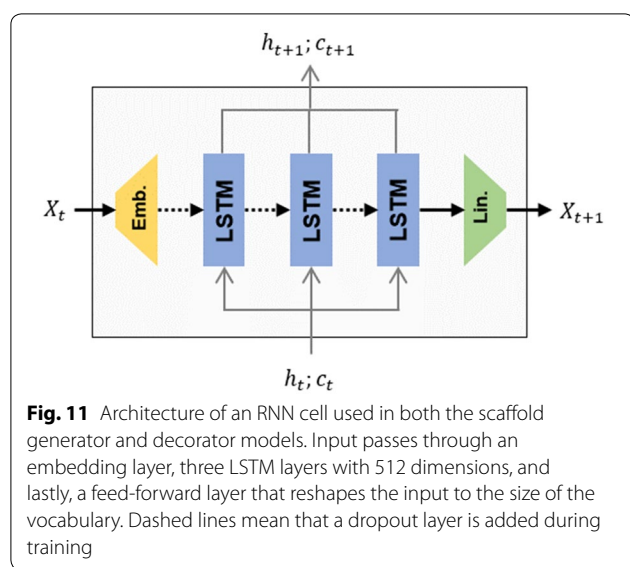 h_{t+1}; c_{t+1}
X_t
Emb.
LSTM
LSTM
LSTM
Lin.
X_{t+1}
h_t; c_t
Fig. 11 Architecture of an RNN cell used in both the scaffold
generator and decorator models. Input passes through an
embedding layer, three LSTM layers with 512 dimensions, and
lastly, a feed-forward layer that reshapes the input to the size of the
vocabulary. Dashed lines mean that a dropout layer is added during
training